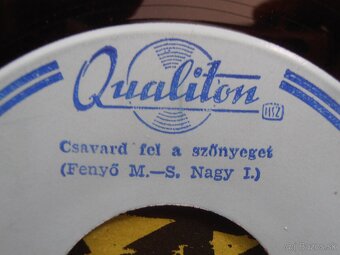 Qualiton
Csavard fel a szőnyeget
(Fenyő M.—S. Nagy I.)